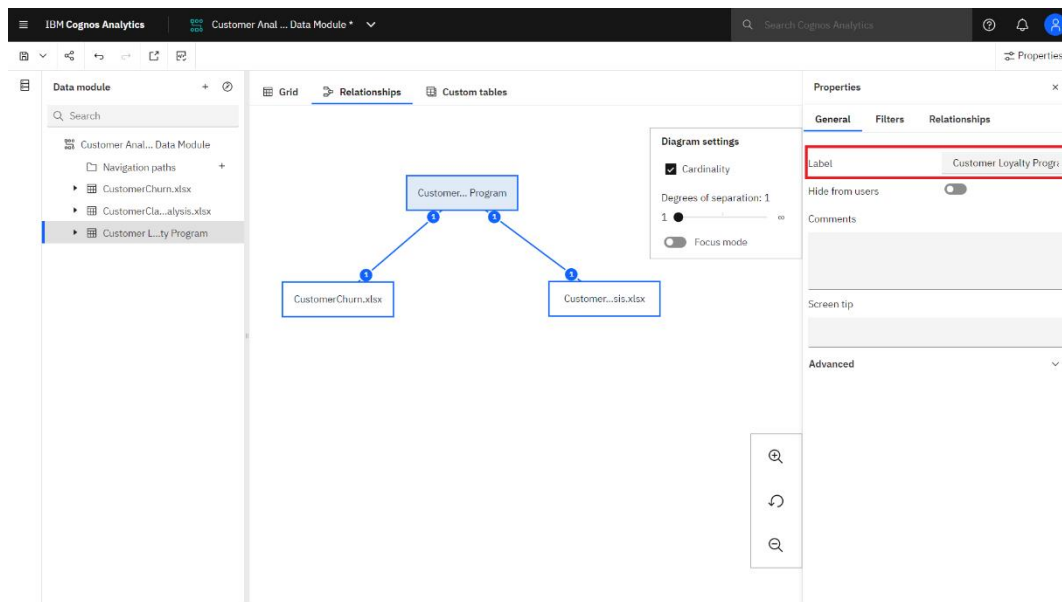 IBM Cognos Analytics
Customer Anal ... Data Module *
Search Cognos Analytics
Properties
Data module
Search
Customer Anal... Data Module
Navigation paths
CustomerChurn.xlsx
CustomerCla...alysis.xlsx
Customer L...ty Program
Grid
Relationships
Custom tables
Customer... Program
1
1
1
1
CustomerChurn.xlsx
Customer...sis.xlsx
Diagram settings
Cardinality
Degrees of separation: 1
1 ∞
Focus mode
Properties
General
Filters
Relationships
Label
Customer Loyalty Progra
Hide from users
Comments
Screen tip
Advanced